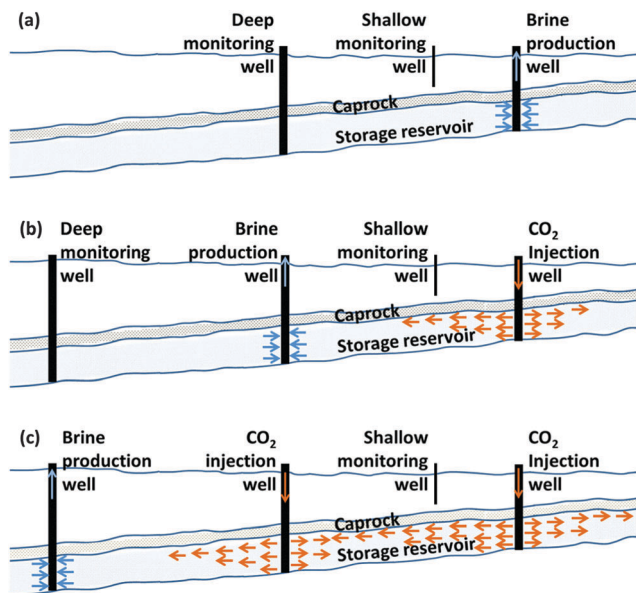 (a)
Deep
monitoring
well
Shallow
monitoring
well
Brine
production
well
Caprock
Storage reservoir
(b)
Deep
monitoring
well
Brine
production
well
Shallow
monitoring
well
CO₂
Injection
well
Caprock
Storage reservoir
(c)
Brine
production
well
CO₂
injection
well
Shallow
monitoring
well
CO₂
Injection
well
Caprock
Storage reservoir